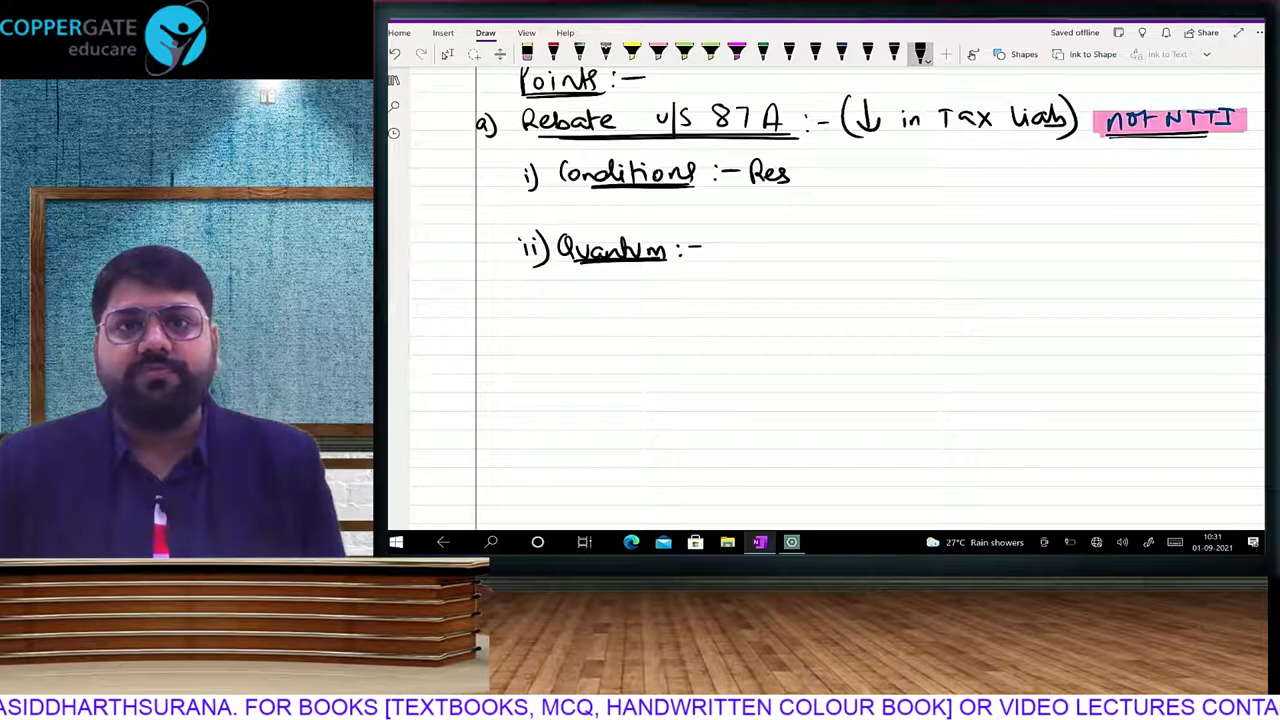 COPPERGATE
educare
Home Insert Draw View Help
Saved offline
Share
Shapes
Ink to Shape
Ink to Text
Points :-
a) Rebate u/s 87A :- (↓ in Tax Liab) not NTTI
i) Conditions :- Res
ii) Quantum :-
27°C Rain showers
10:31
01-09-2021
ASIDDHARTHSURANA. FOR BOOKS [TEXTBOOKS, MCQ, HANDWRITTEN COLOUR BOOK] OR VIDEO LECTURES CONTA